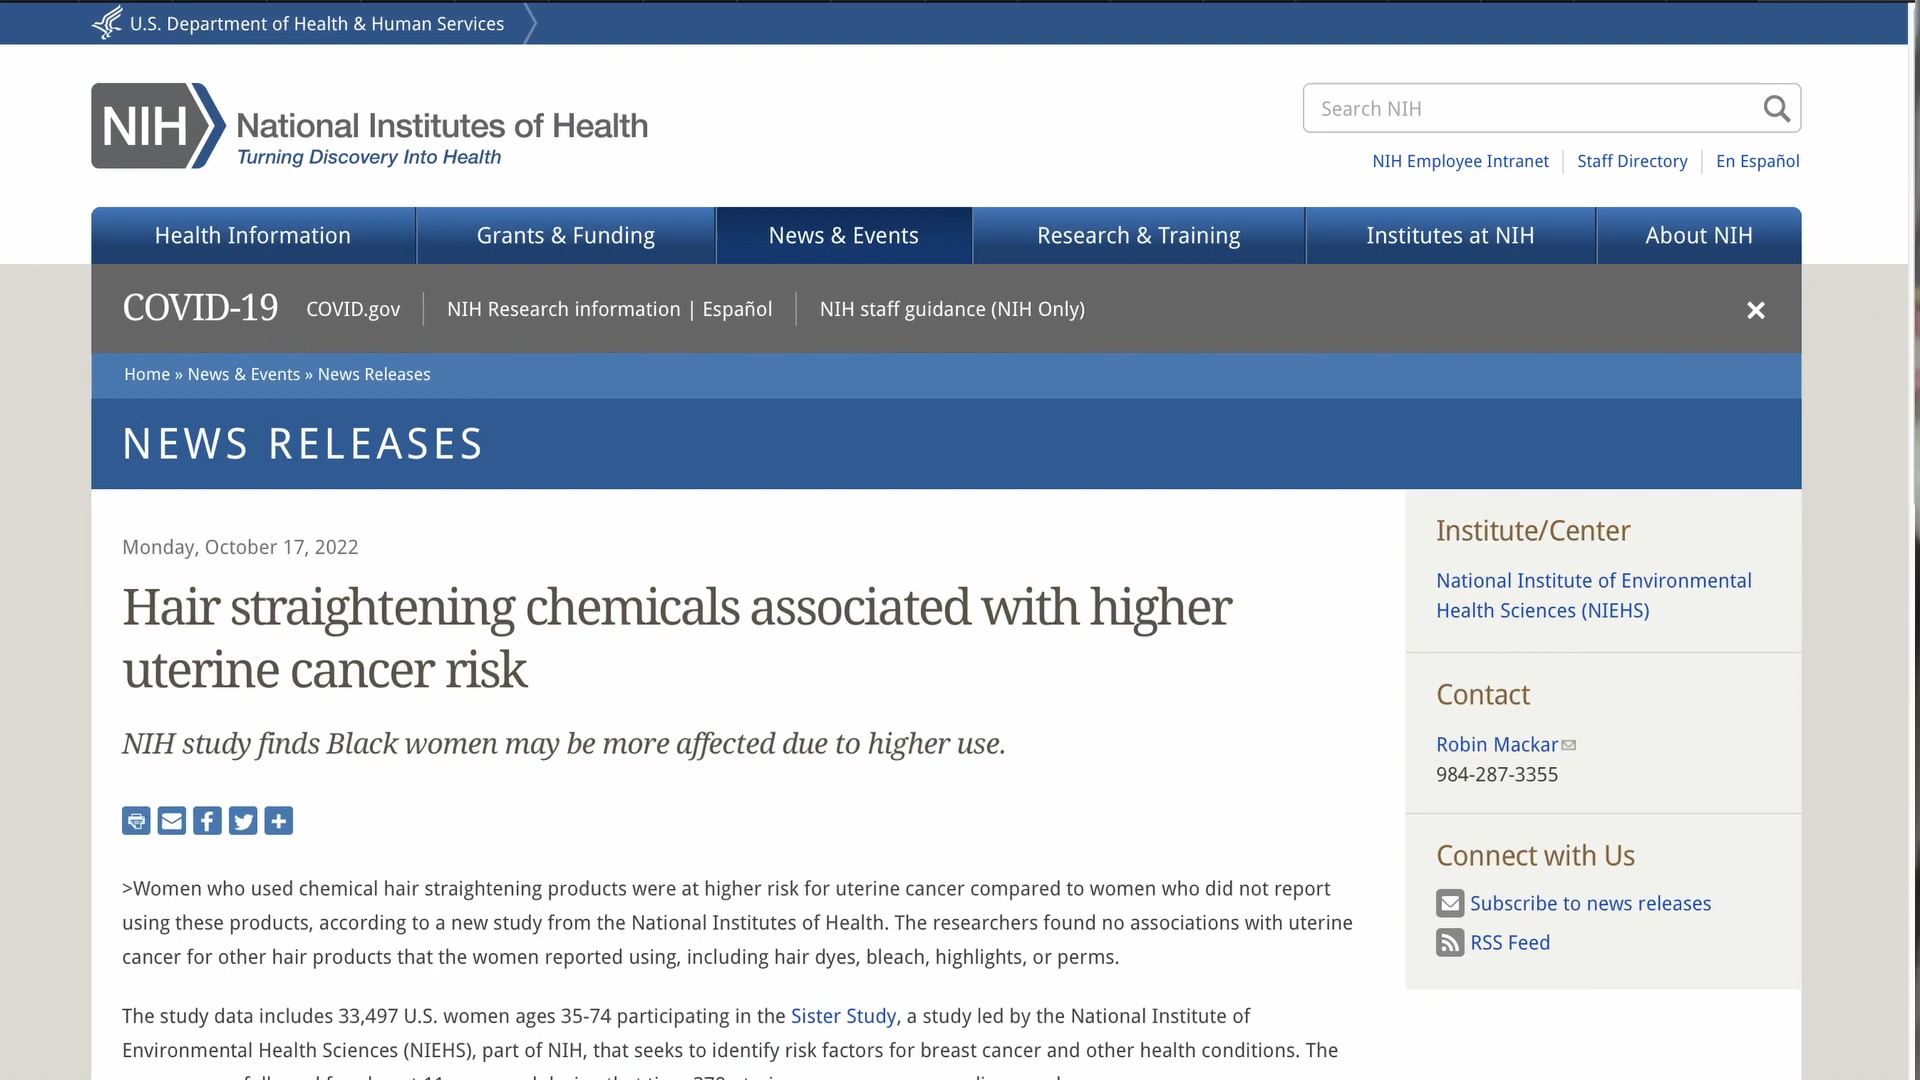 U.S. Department of Health & Human Services
NIH National Institutes of Health
Turning Discovery Into Health
Search NIH
NIH Employee Intranet Staff Directory En Español
Health Information Grants & Funding News & Events Research & Training Institutes at NIH About NIH
COVID-19 COVID.gov NIH Research information | Español NIH staff guidance (NIH Only)
Home » News & Events » News Releases
NEWS RELEASES
Monday, October 17, 2022
Hair straightening chemicals associated with higher
uterine cancer risk
NIH study finds Black women may be more affected due to higher use.
>Women who used chemical hair straightening products were at higher risk for uterine cancer compared to women who did not report
using these products, according to a new study from the National Institutes of Health. The researchers found no associations with uterine
cancer for other hair products that the women reported using, including hair dyes, bleach, highlights, or perms.
The study data includes 33,497 U.S. women ages 35-74 participating in the Sister Study, a study led by the National Institute of
Environmental Health Sciences (NIEHS), part of NIH, that seeks to identify risk factors for breast cancer and other health conditions. The
Institute/Center
National Institute of Environmental
Health Sciences (NIEHS)
Contact
Robin Mackar
984-287-3355
Connect with Us
Subscribe to news releases
RSS Feed